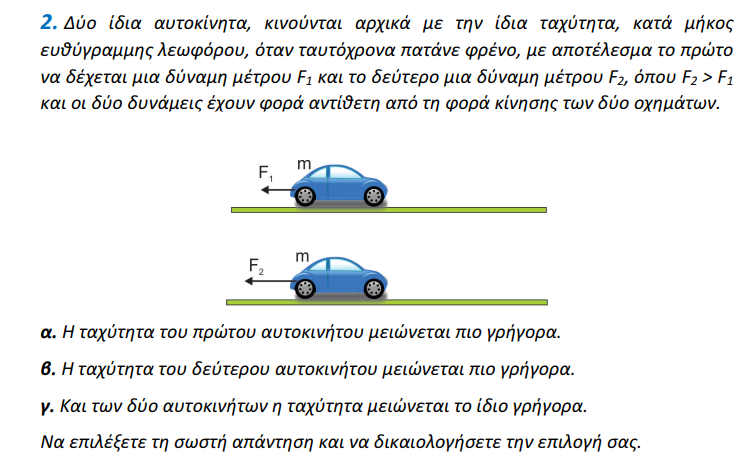 2. Δύο ίδια αυτοκίνητα, κινούνται αρχικά με την ίδια ταχύτητα, κατά μήκος
ευθύγραμμης λεωφόρου, όταν ταυτόχρονα πατάνε φρένο, με αποτέλεσμα το πρώτο
να δέχεται μια δύναμη μέτρου F₁ και το δεύτερο μια δύναμη μέτρου F₂, όπου F₂ > F₁
και οι δύο δυνάμεις έχουν φορά αντίθετη από τη φορά κίνησης των δύο οχημάτων.
F₁ m
F₂ m
α. Η ταχύτητα του πρώτου αυτοκινήτου μειώνεται πιο γρήγορα.
β. Η ταχύτητα του δεύτερου αυτοκινήτου μειώνεται πιο γρήγορα.
γ. Και των δύο αυτοκινήτων η ταχύτητα μειώνεται το ίδιο γρήγορα.
Να επιλέξετε τη σωστή απάντηση και να δικαιολογήσετε την επιλογή σας.